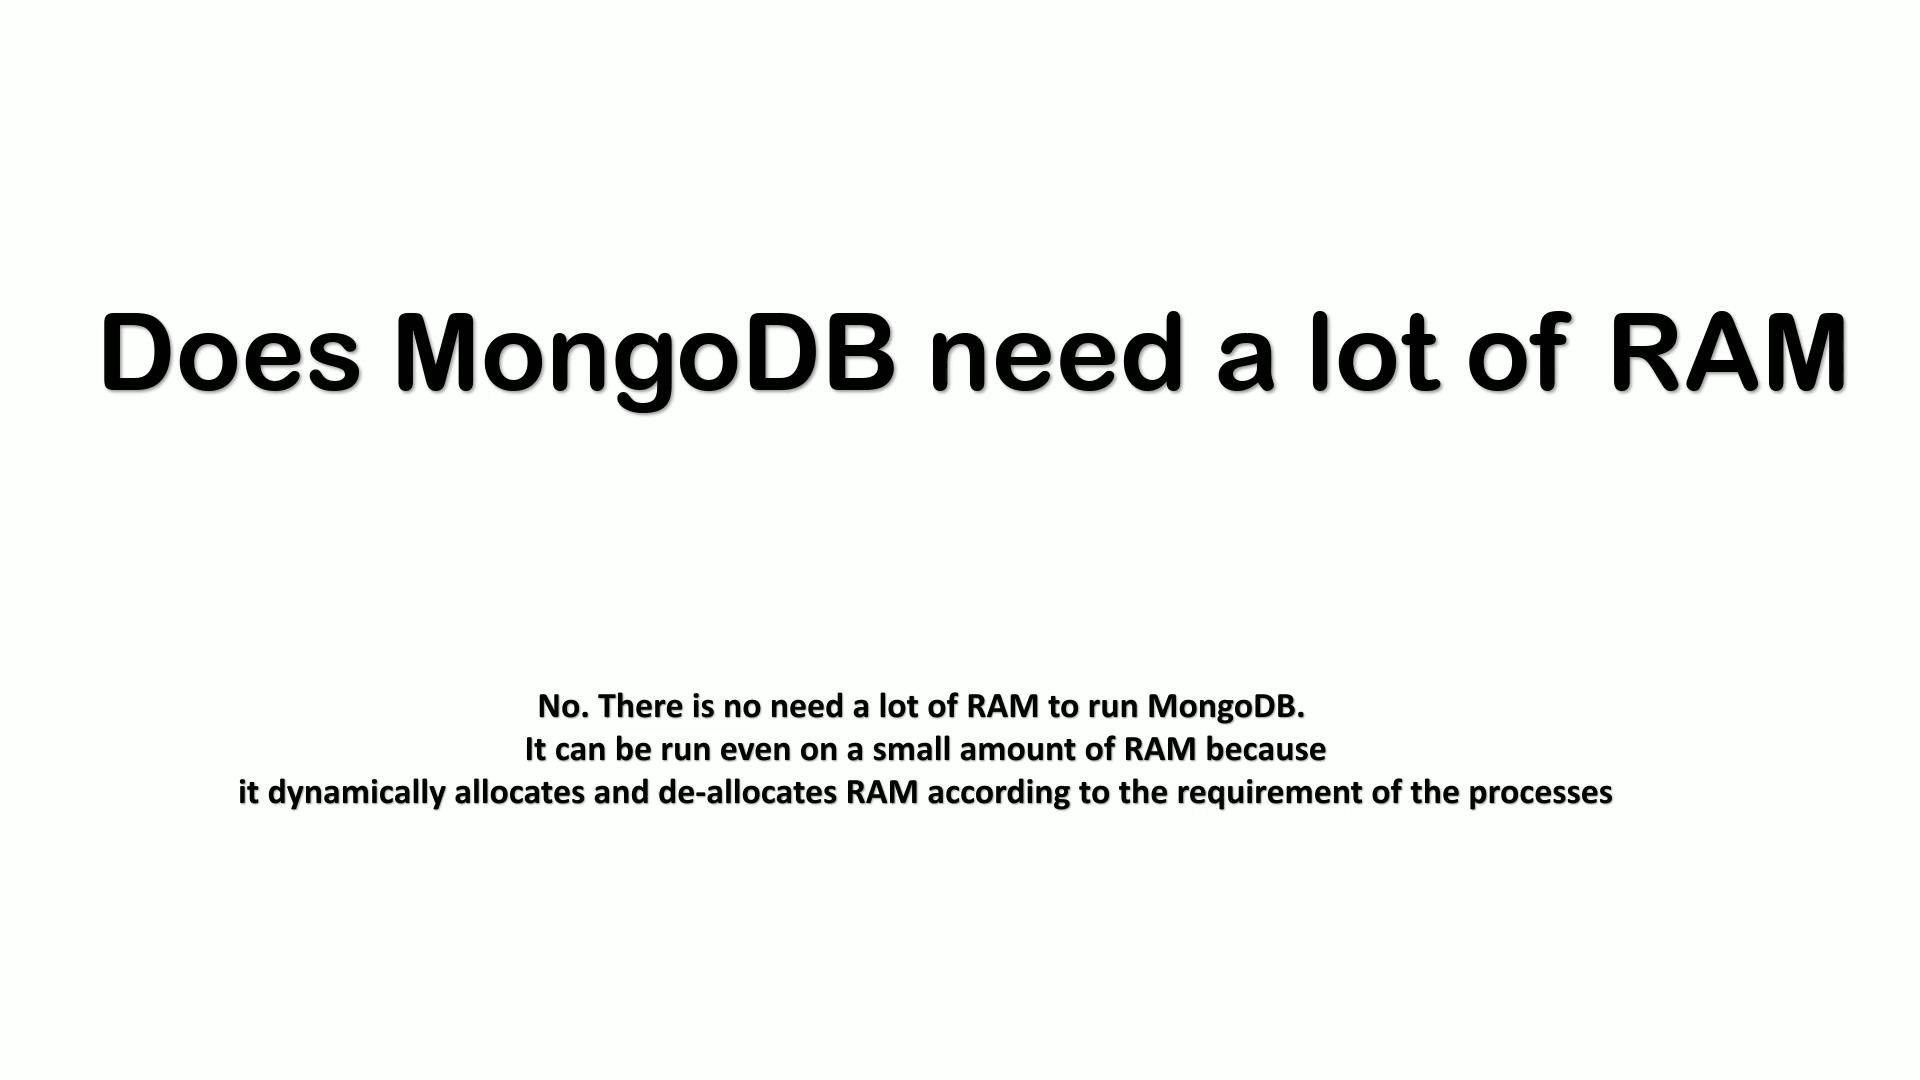 Does MongoDB need a lot of RAM
No. There is no need a lot of RAM to run MongoDB.
It can be run even on a small amount of RAM because
it dynamically allocates and de-allocates RAM according to the requirement of the processes